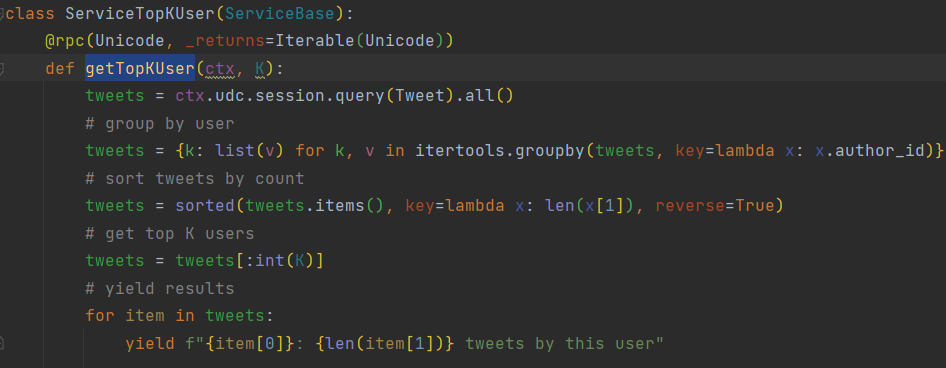 class ServiceTopKUser(ServiceBase):
    @rpc(Unicode, _returns=Iterable(Unicode))
    def getTopKUser(ctx, K):
        tweets = ctx.udc.session.query(Tweet).all()
        # group by user
        tweets = {k: list(v) for k, v in itertools.groupby(tweets, key=lambda x: x.author_id)}
        # sort tweets by count
        tweets = sorted(tweets.items(), key=lambda x: len(x[1]), reverse=True)
        # get top K users
        tweets = tweets[:int(K)]
        # yield results
        for item in tweets:
            yield f"{item[0]}: {len(item[1])} tweets by this user"